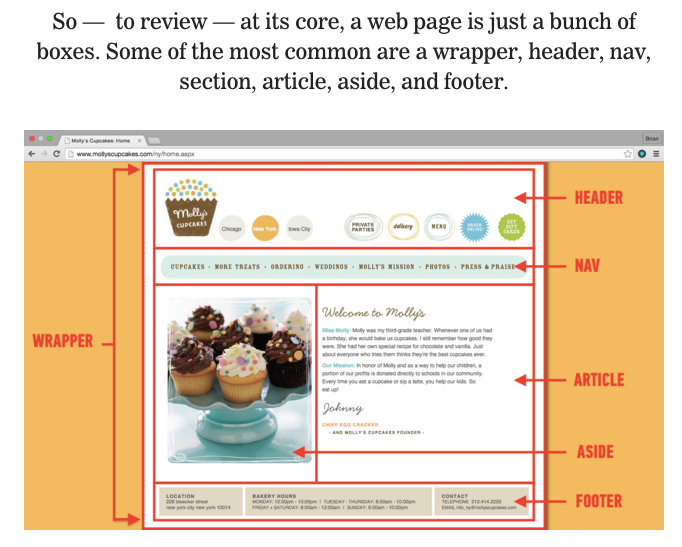 So — to review — at its core, a web page is just a bunch of
boxes. Some of the most common are a wrapper, header, nav,
section, article, aside, and footer.
Molly's Cupcakes: Home
Brian
www.mollyscupcakes.com/ny/home.aspx
HEADER
Molly's
CUPCAKES
Chicago
New York
Iowa City
PRIVATE
PARTIES
delivery
MENU
ORDER
ONLINE!
GET
GIFT
CARDS
NAV
CUPCAKES • MORE TREATS • ORDERING • WEDDINGS • MOLLY'S MISSION • PHOTOS • PRESS & PRAISE
WRAPPER
Welcome to Molly's
Miss Molly: Molly was my third-grade teacher. Whenever one of us had
a birthday, she would bake us cupcakes. I still remember how good they
were. She had her own special recipe for chocolate and vanilla. Just
about everyone who tries them thinks they're the best cupcakes ever.
Our Mission: In honor of Molly and as a way to help our children, a
portion of our profits is donated directly to schools in our community.
Every time you eat a cupcake or sip a latte, you help our kids. So
eat up!
ARTICLE
Johnny
CHIEF EGG CRACKER
- AND MOLLY'S CUPCAKES FOUNDER -
ASIDE
LOCATION
228 bleecker street
new york city new york 10014
BAKERY HOURS
MONDAY: 12:00pm - 10:00pm | TUESDAY - THURSDAY: 8:00am - 10:00pm
FRIDAY + SATURDAY: 8:00am - 12:00am | SUNDAY: 9:00am - 10:00pm
CONTACT
TELEPHONE 212.414.2253
EMAIL info_ny@mollyscupcakes.com
FOOTER